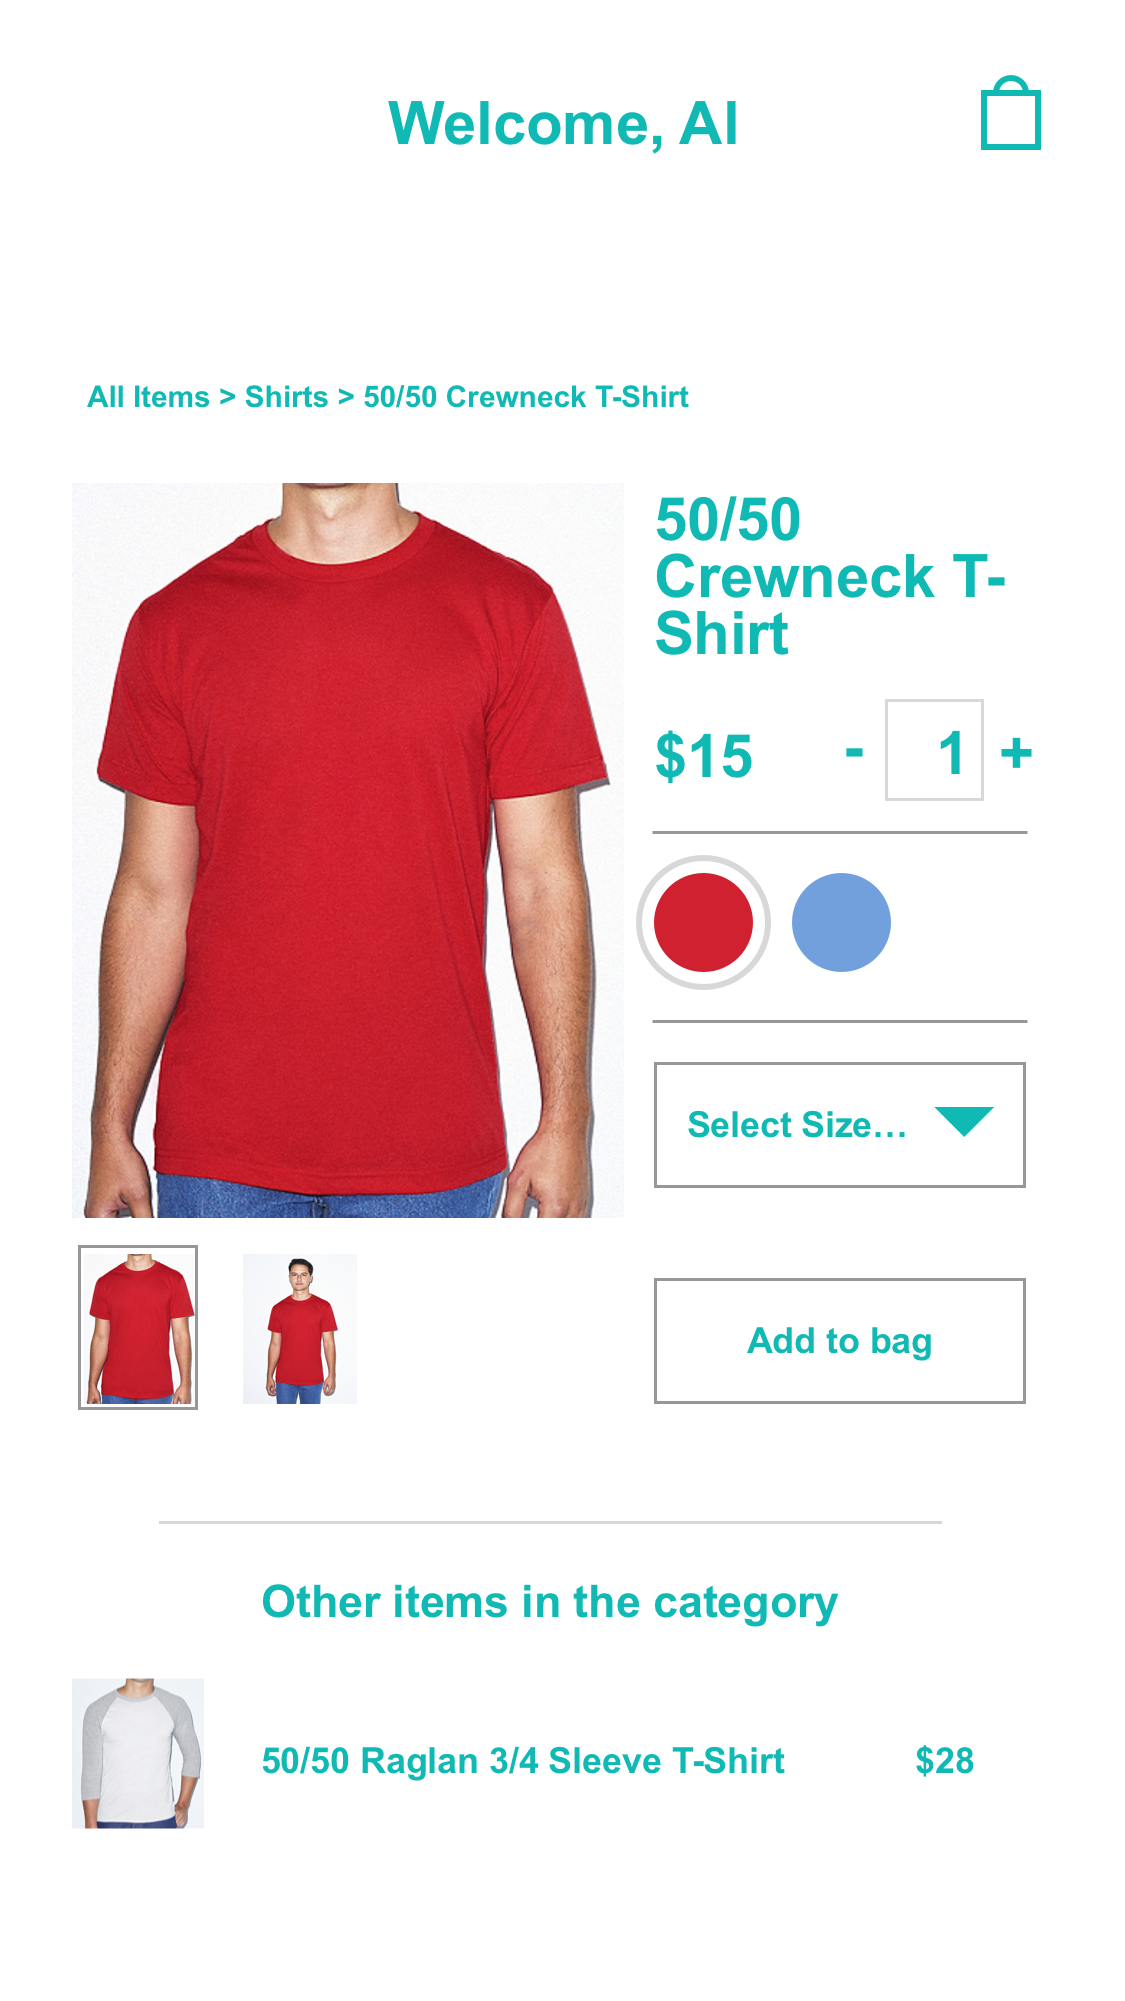 Welcome, Al
All Items > Shirts > 50/50 Crewneck T-Shirt
50/50
Crewneck T-
Shirt
$15 - 1 +
Select Size...
Add to bag
Other items in the category
50/50 Raglan 3/4 Sleeve T-Shirt $28